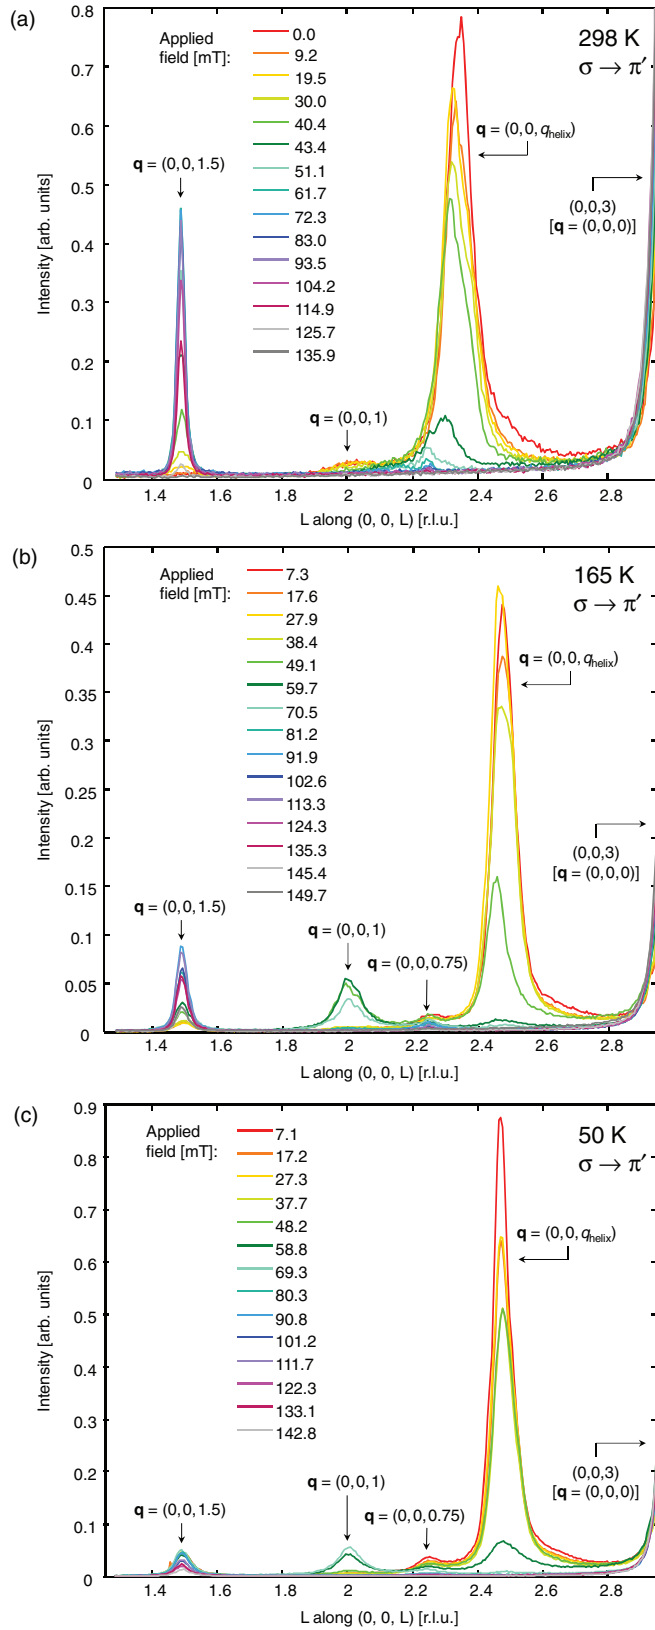 (a)
Applied
field [mT]:
0.0
9.2
19.5
30.0
40.4
43.4
51.1
61.7
72.3
83.0
93.5
104.2
114.9
125.7
135.9
298 K
σ → π′
q = (0,0,q_helix)
q = (0,0,1.5)
(0,0,3)
[q = (0,0,0)]
q = (0,0,1)
Intensity [arb. units]
0.8
0.7
0.6
0.5
0.4
0.3
0.2
0.1
0
1.4 1.6 1.8 2 2.2 2.4 2.6 2.8
L along (0, 0, L) [r.l.u.]
(b)
Applied
field [mT]:
7.3
17.6
27.9
38.4
49.1
59.7
70.5
81.2
91.9
102.6
113.3
124.3
135.3
145.4
149.7
165 K
σ → π′
q = (0,0,q_helix)
(0,0,3)
[q = (0,0,0)]
q = (0,0,1.5)
q = (0,0,1)
q = (0,0,0.75)
Intensity [arb. units]
0.5
0.45
0.4
0.35
0.3
0.25
0.2
0.15
0.1
0.05
0
1.4 1.6 1.8 2 2.2 2.4 2.6 2.8
L along (0, 0, L) [r.l.u.]
(c)
Applied
field [mT]:
7.1
17.2
27.3
37.7
48.2
58.8
69.3
80.3
90.8
101.2
111.7
122.3
133.1
142.8
50 K
σ → π′
q = (0,0,q_helix)
(0,0,3)
[q = (0,0,0)]
q = (0,0,1.5)
q = (0,0,1)
q = (0,0,0.75)
Intensity [arb. units]
0.9
0.8
0.7
0.6
0.5
0.4
0.3
0.2
0.1
0
1.4 1.6 1.8 2 2.2 2.4 2.6 2.8
L along (0, 0, L) [r.l.u.]